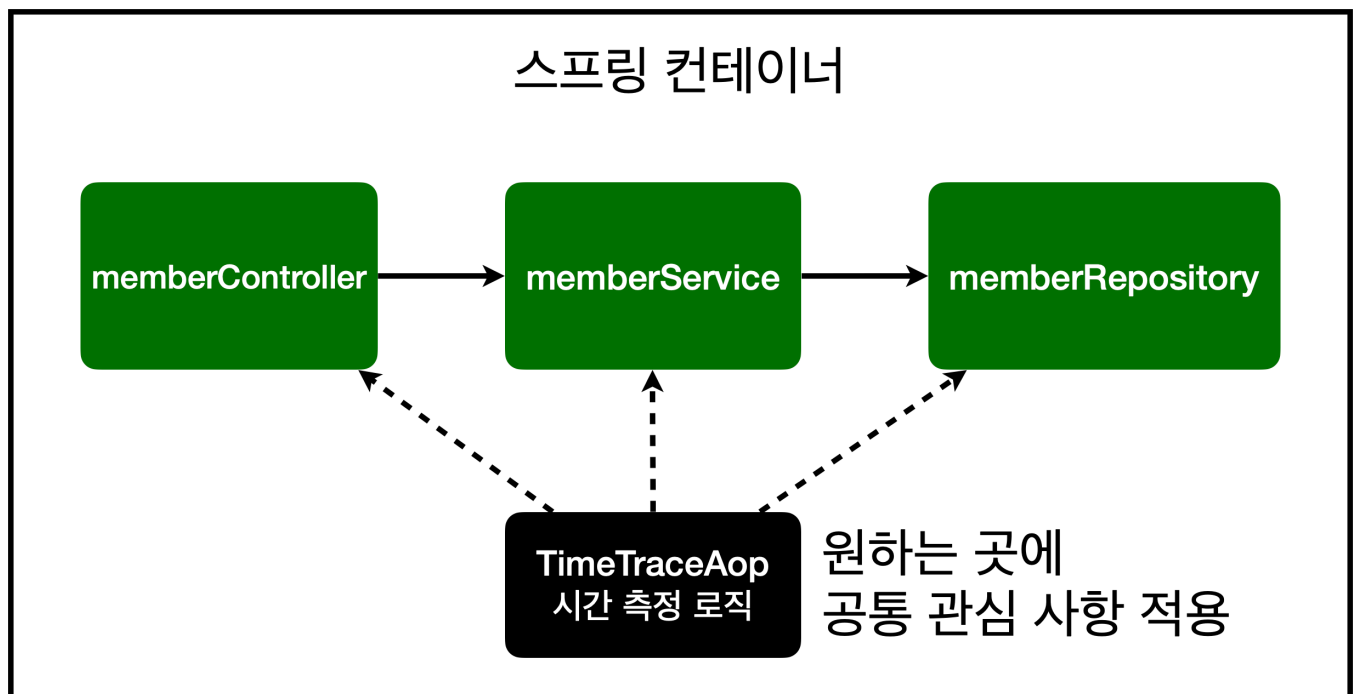 스프링 컨테이너
memberController
memberService
memberRepository
TimeTraceAop
시간 측정 로직
원하는 곳에
공통 관심 사항 적용